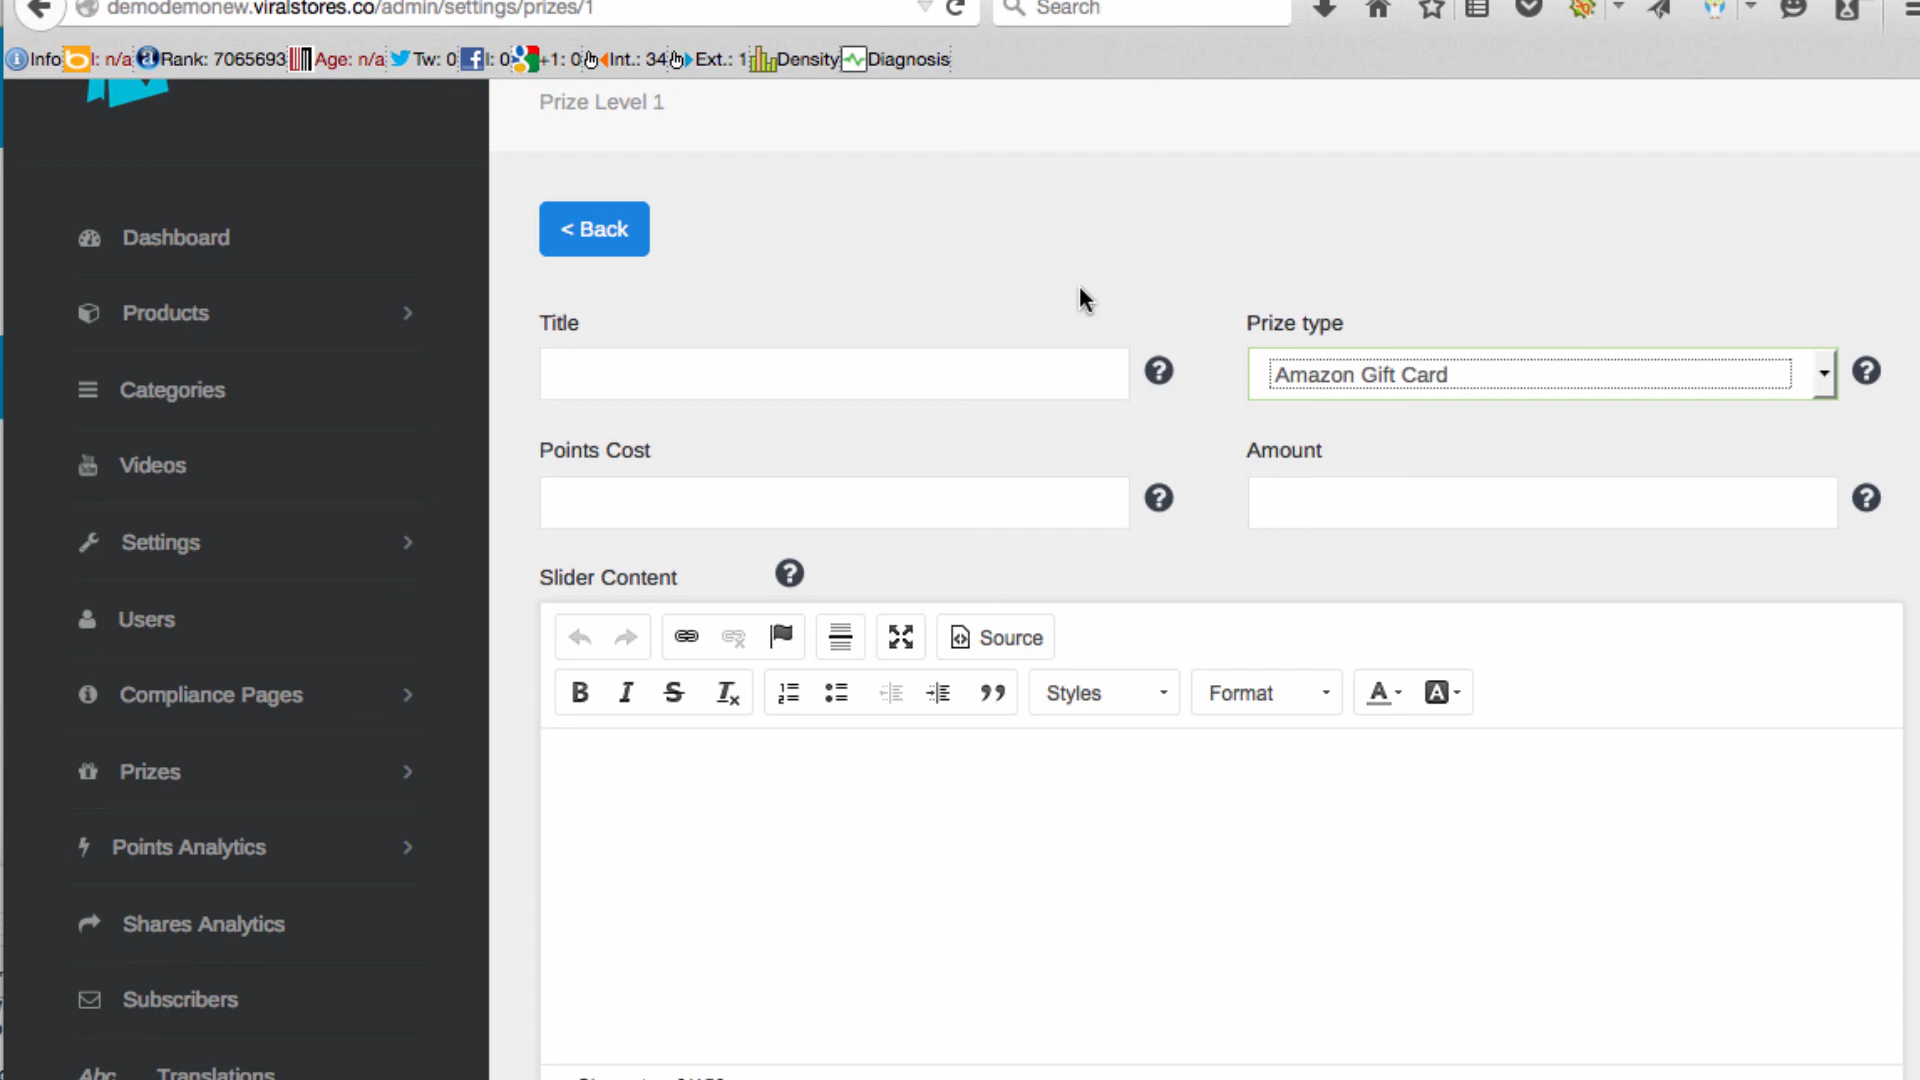 demodemonew.viralstores.co/admin/settings/prizes/1
Search
Info I: n/a Rank: 7065693 Age: n/a Tw: 0 l: 0 +1: 0 Int.: 34 Ext.: 1 Density Diagnosis
Prize Level 1
< Back
Dashboard
Products
Categories
Videos
Settings
Users
Compliance Pages
Prizes
Points Analytics
Shares Analytics
Subscribers
Abc Translations
Title
Prize type
Amazon Gift Card
Points Cost
Amount
Slider Content
Source
Styles
Format